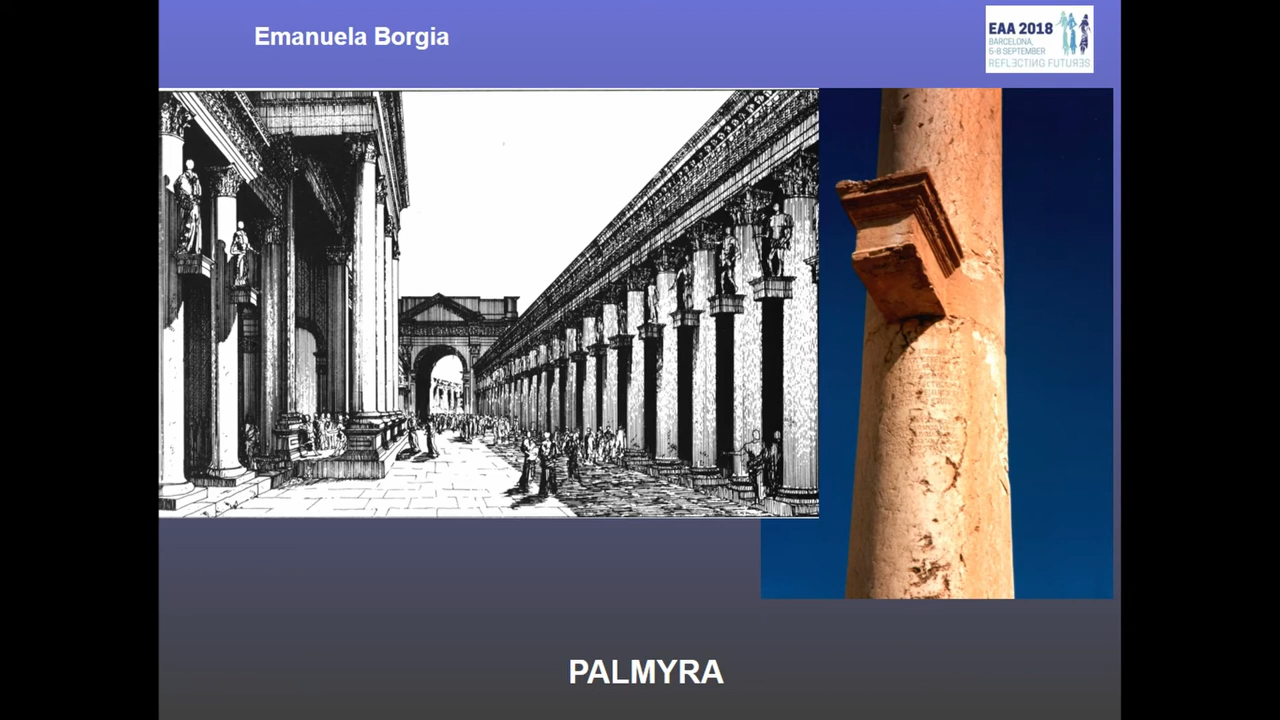 Emanuela Borgia
EAA 2018
BARCELONA,
5-8 SEPTEMBER
REFLECTING FUTURES
PALMYRA